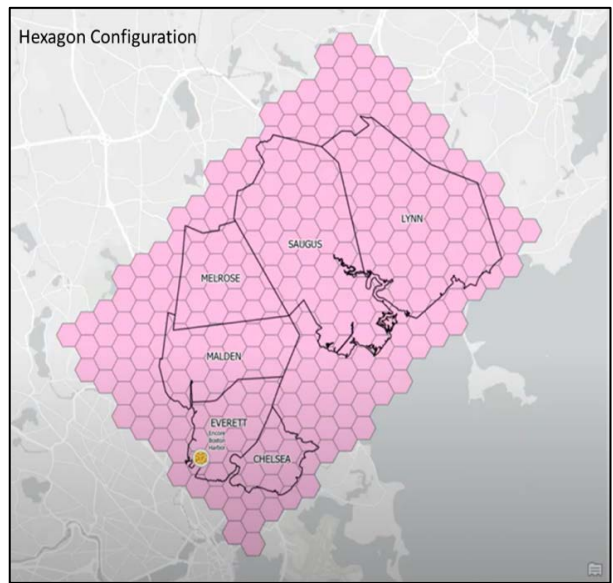 Hexagon Configuration
LYNN
SAUGUS
MELROSE
MALDEN
EVERETT
Encore
Boston
Harbor
CHELSEA